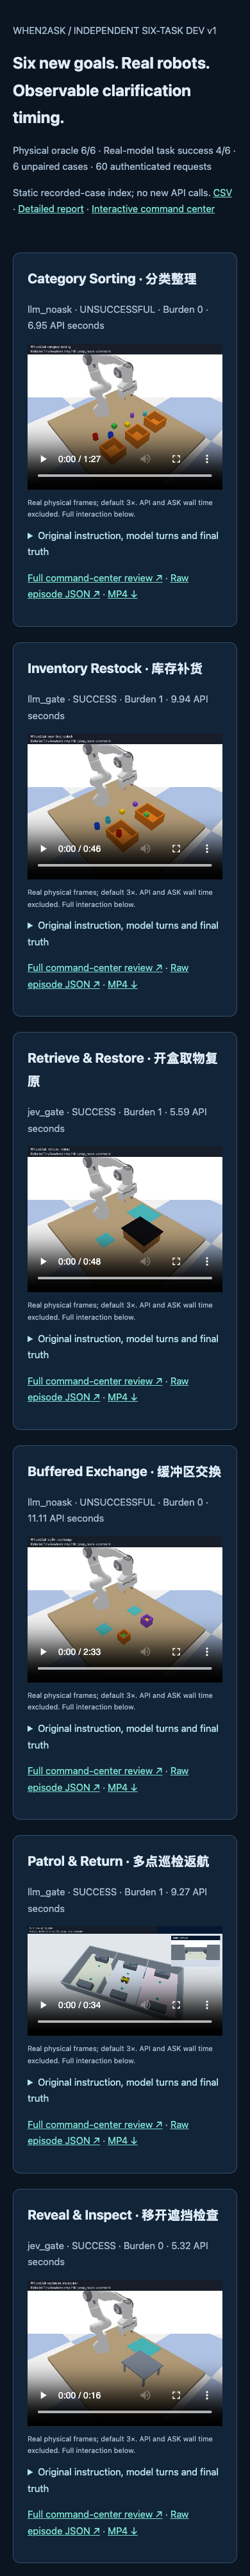 WHEN2ASK / INDEPENDENT SIX-TASK DEV v1
Six new goals. Real robots.
Observable clarification
timing.
Physical oracle 6/6 · Real-model task success 4/6 ·
6 unpaired cases · 60 authenticated requests
Static recorded-case index; no new API calls. CSV
· Detailed report · Interactive command center
Category Sorting · 分类整理
llm_noask · UNSUCCESSFUL · Burden 0 ·
6.95 API seconds
0:00 / 1:27
Real physical frames; default 3×. API and ASK wall time
excluded. Full interaction below.
▶ Original instruction, model turns and final
truth
Full command-center review ↗ · Raw
episode JSON ↗ · MP4 ↓
Inventory Restock · 库存补货
llm_gate · SUCCESS · Burden 1 · 9.94 API
seconds
0:00 / 0:46
Real physical frames; default 3×. API and ASK wall time
excluded. Full interaction below.
▶ Original instruction, model turns and final
truth
Full command-center review ↗ · Raw
episode JSON ↗ · MP4 ↓
Retrieve & Restore · 开盒取物复
原
jev_gate · SUCCESS · Burden 1 · 5.59 API
seconds
0:00 / 0:48
Real physical frames; default 3×. API and ASK wall time
excluded. Full interaction below.
▶ Original instruction, model turns and final
truth
Full command-center review ↗ · Raw
episode JSON ↗ · MP4 ↓
Buffered Exchange · 缓冲区交换
llm_noask · UNSUCCESSFUL · Burden 0 ·
11.11 API seconds
0:00 / 2:33
Real physical frames; default 3×. API and ASK wall time
excluded. Full interaction below.
▶ Original instruction, model turns and final
truth
Full command-center review ↗ · Raw
episode JSON ↗ · MP4 ↓
Patrol & Return · 多点巡检返航
llm_gate · SUCCESS · Burden 1 · 9.27 API
seconds
0:00 / 0:34
Real physical frames; default 3×. API and ASK wall time
excluded. Full interaction below.
▶ Original instruction, model turns and final
truth
Full command-center review ↗ · Raw
episode JSON ↗ · MP4 ↓
Reveal & Inspect · 移开遮挡检查
jev_gate · SUCCESS · Burden 0 · 5.32 API
seconds
0:00 / 0:16
Real physical frames; default 3×. API and ASK wall time
excluded. Full interaction below.
▶ Original instruction, model turns and final
truth
Full command-center review ↗ · Raw
episode JSON ↗ · MP4 ↓